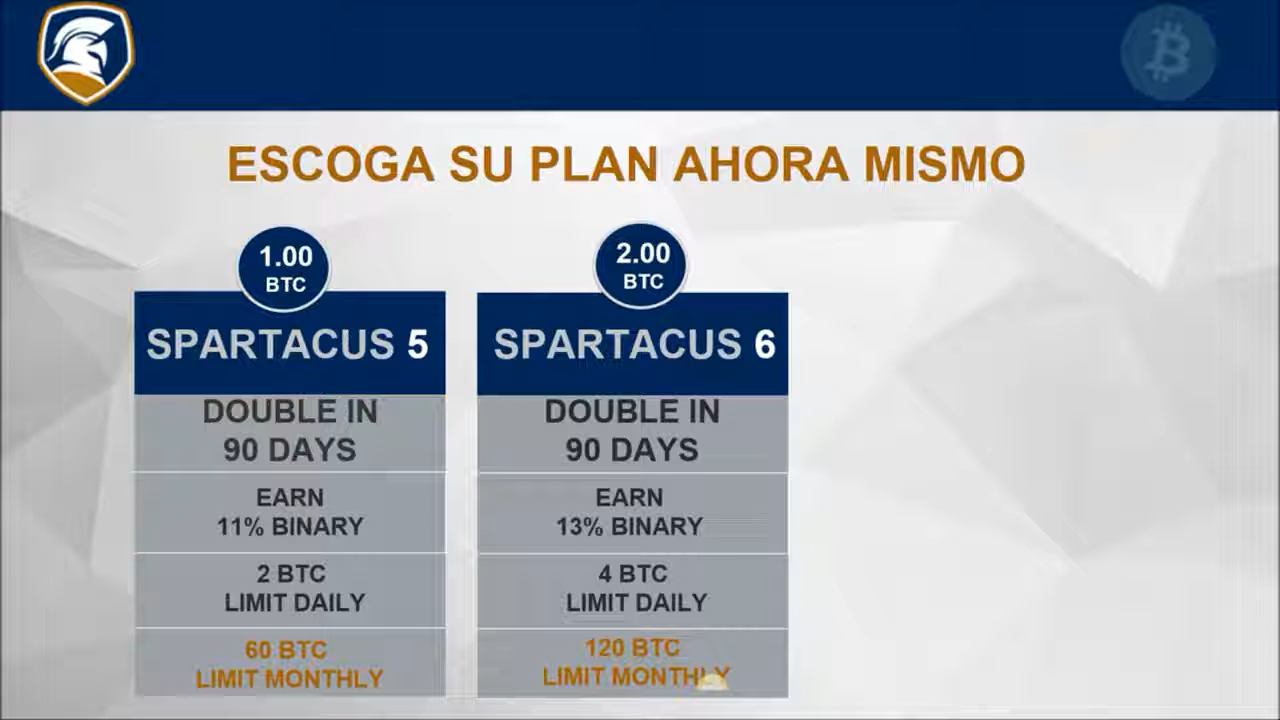 ESCOGA SU PLAN AHORA MISMO
1.00
BTC
SPARTACUS 5
DOUBLE IN
90 DAYS
EARN
11% BINARY
2 BTC
LIMIT DAILY
60 BTC
LIMIT MONTHLY
2.00
BTC
SPARTACUS 6
DOUBLE IN
90 DAYS
EARN
13% BINARY
4 BTC
LIMIT DAILY
120 BTC
LIMIT MONTHLY